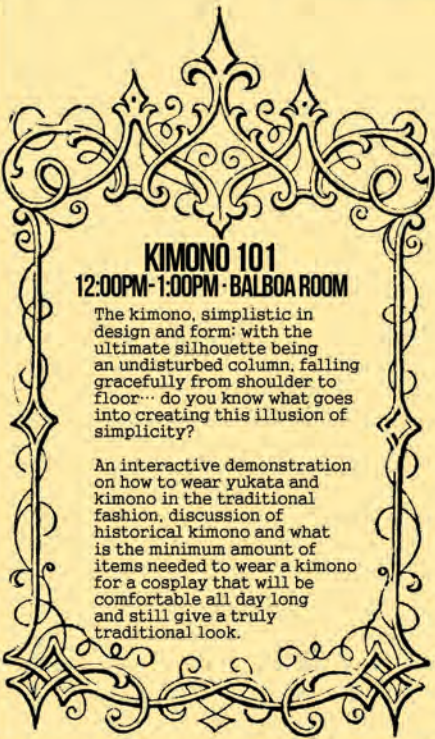 KIMONO 101
12:00PM-1:00PM · BALBOA ROOM
The kimono, simplistic in
design and form; with the
ultimate silhouette being
an undisturbed column, falling
gracefully from shoulder to
floor… do you know what goes
into creating this illusion of
simplicity?
An interactive demonstration
on how to wear yukata and
kimono in the traditional
fashion, discussion of
historical kimono and what
is the minimum amount of
items needed to wear a kimono
for a cosplay that will be
comfortable all day long
and still give a truly
traditional look.